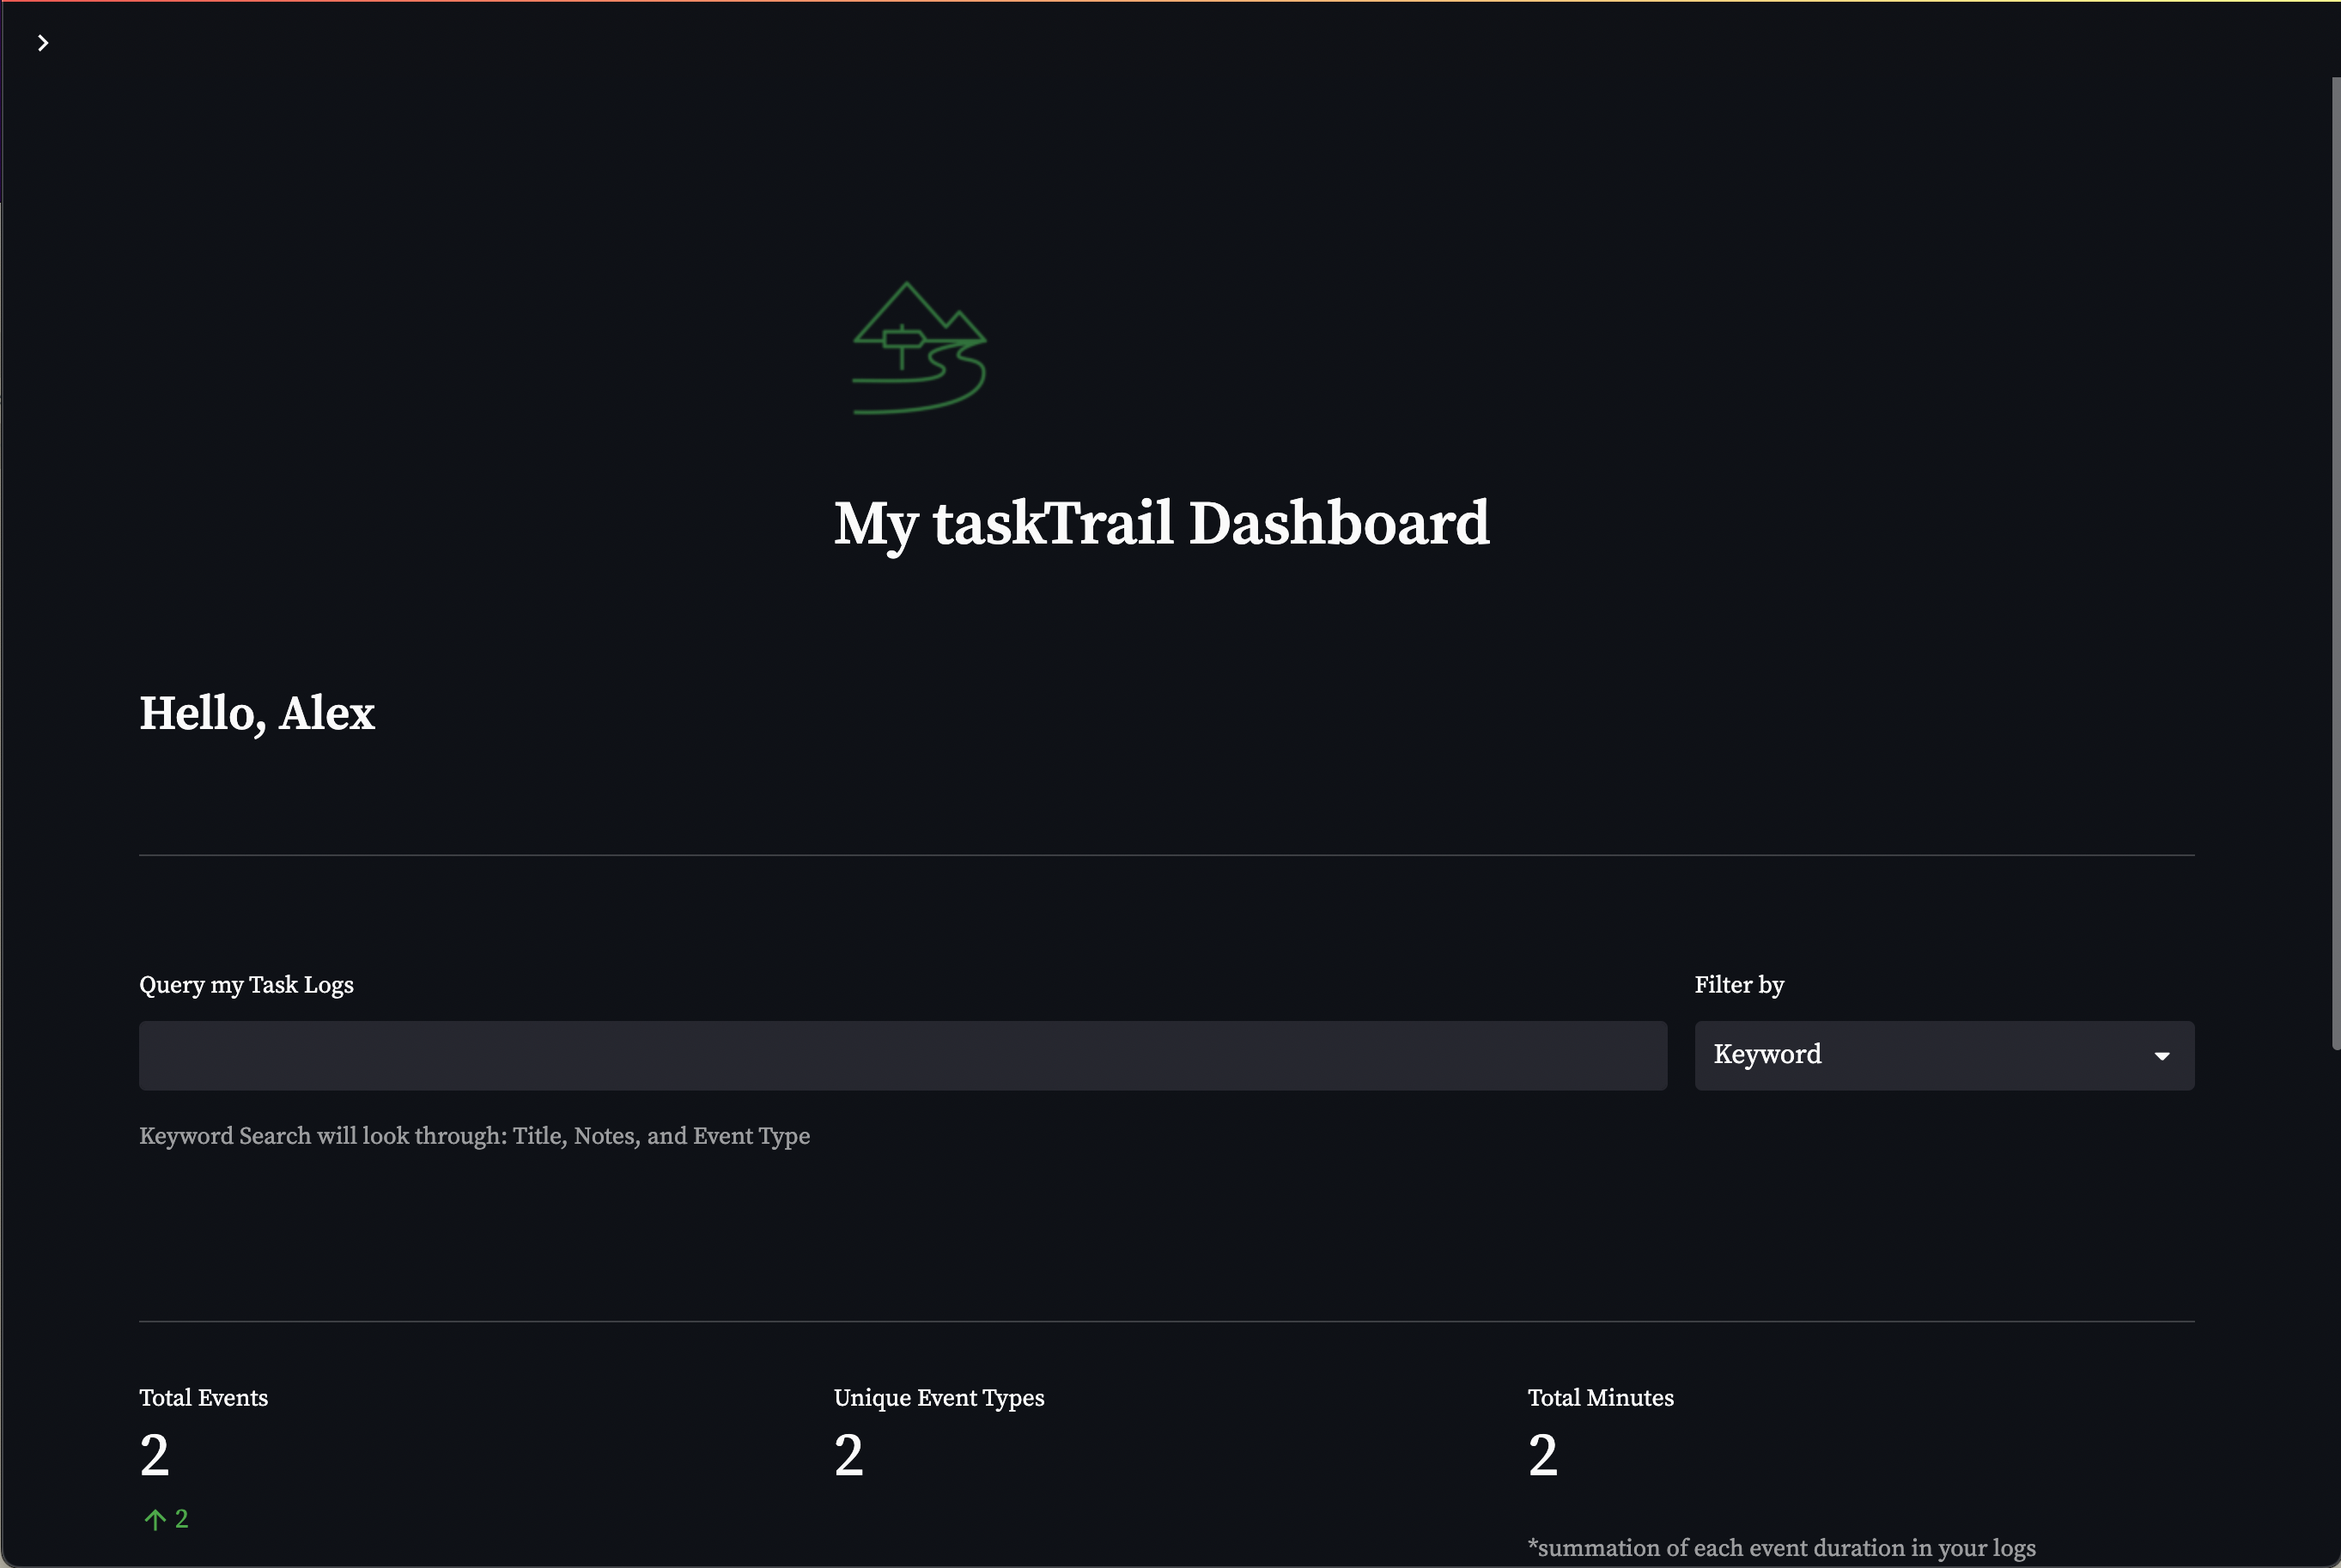 My taskTrail Dashboard
Hello, Alex
Query my Task Logs
Filter by
Keyword
Keyword Search will look through: Title, Notes, and Event Type
Total Events
2
↑ 2
Unique Event Types
2
Total Minutes
2
*summation of each event duration in your logs